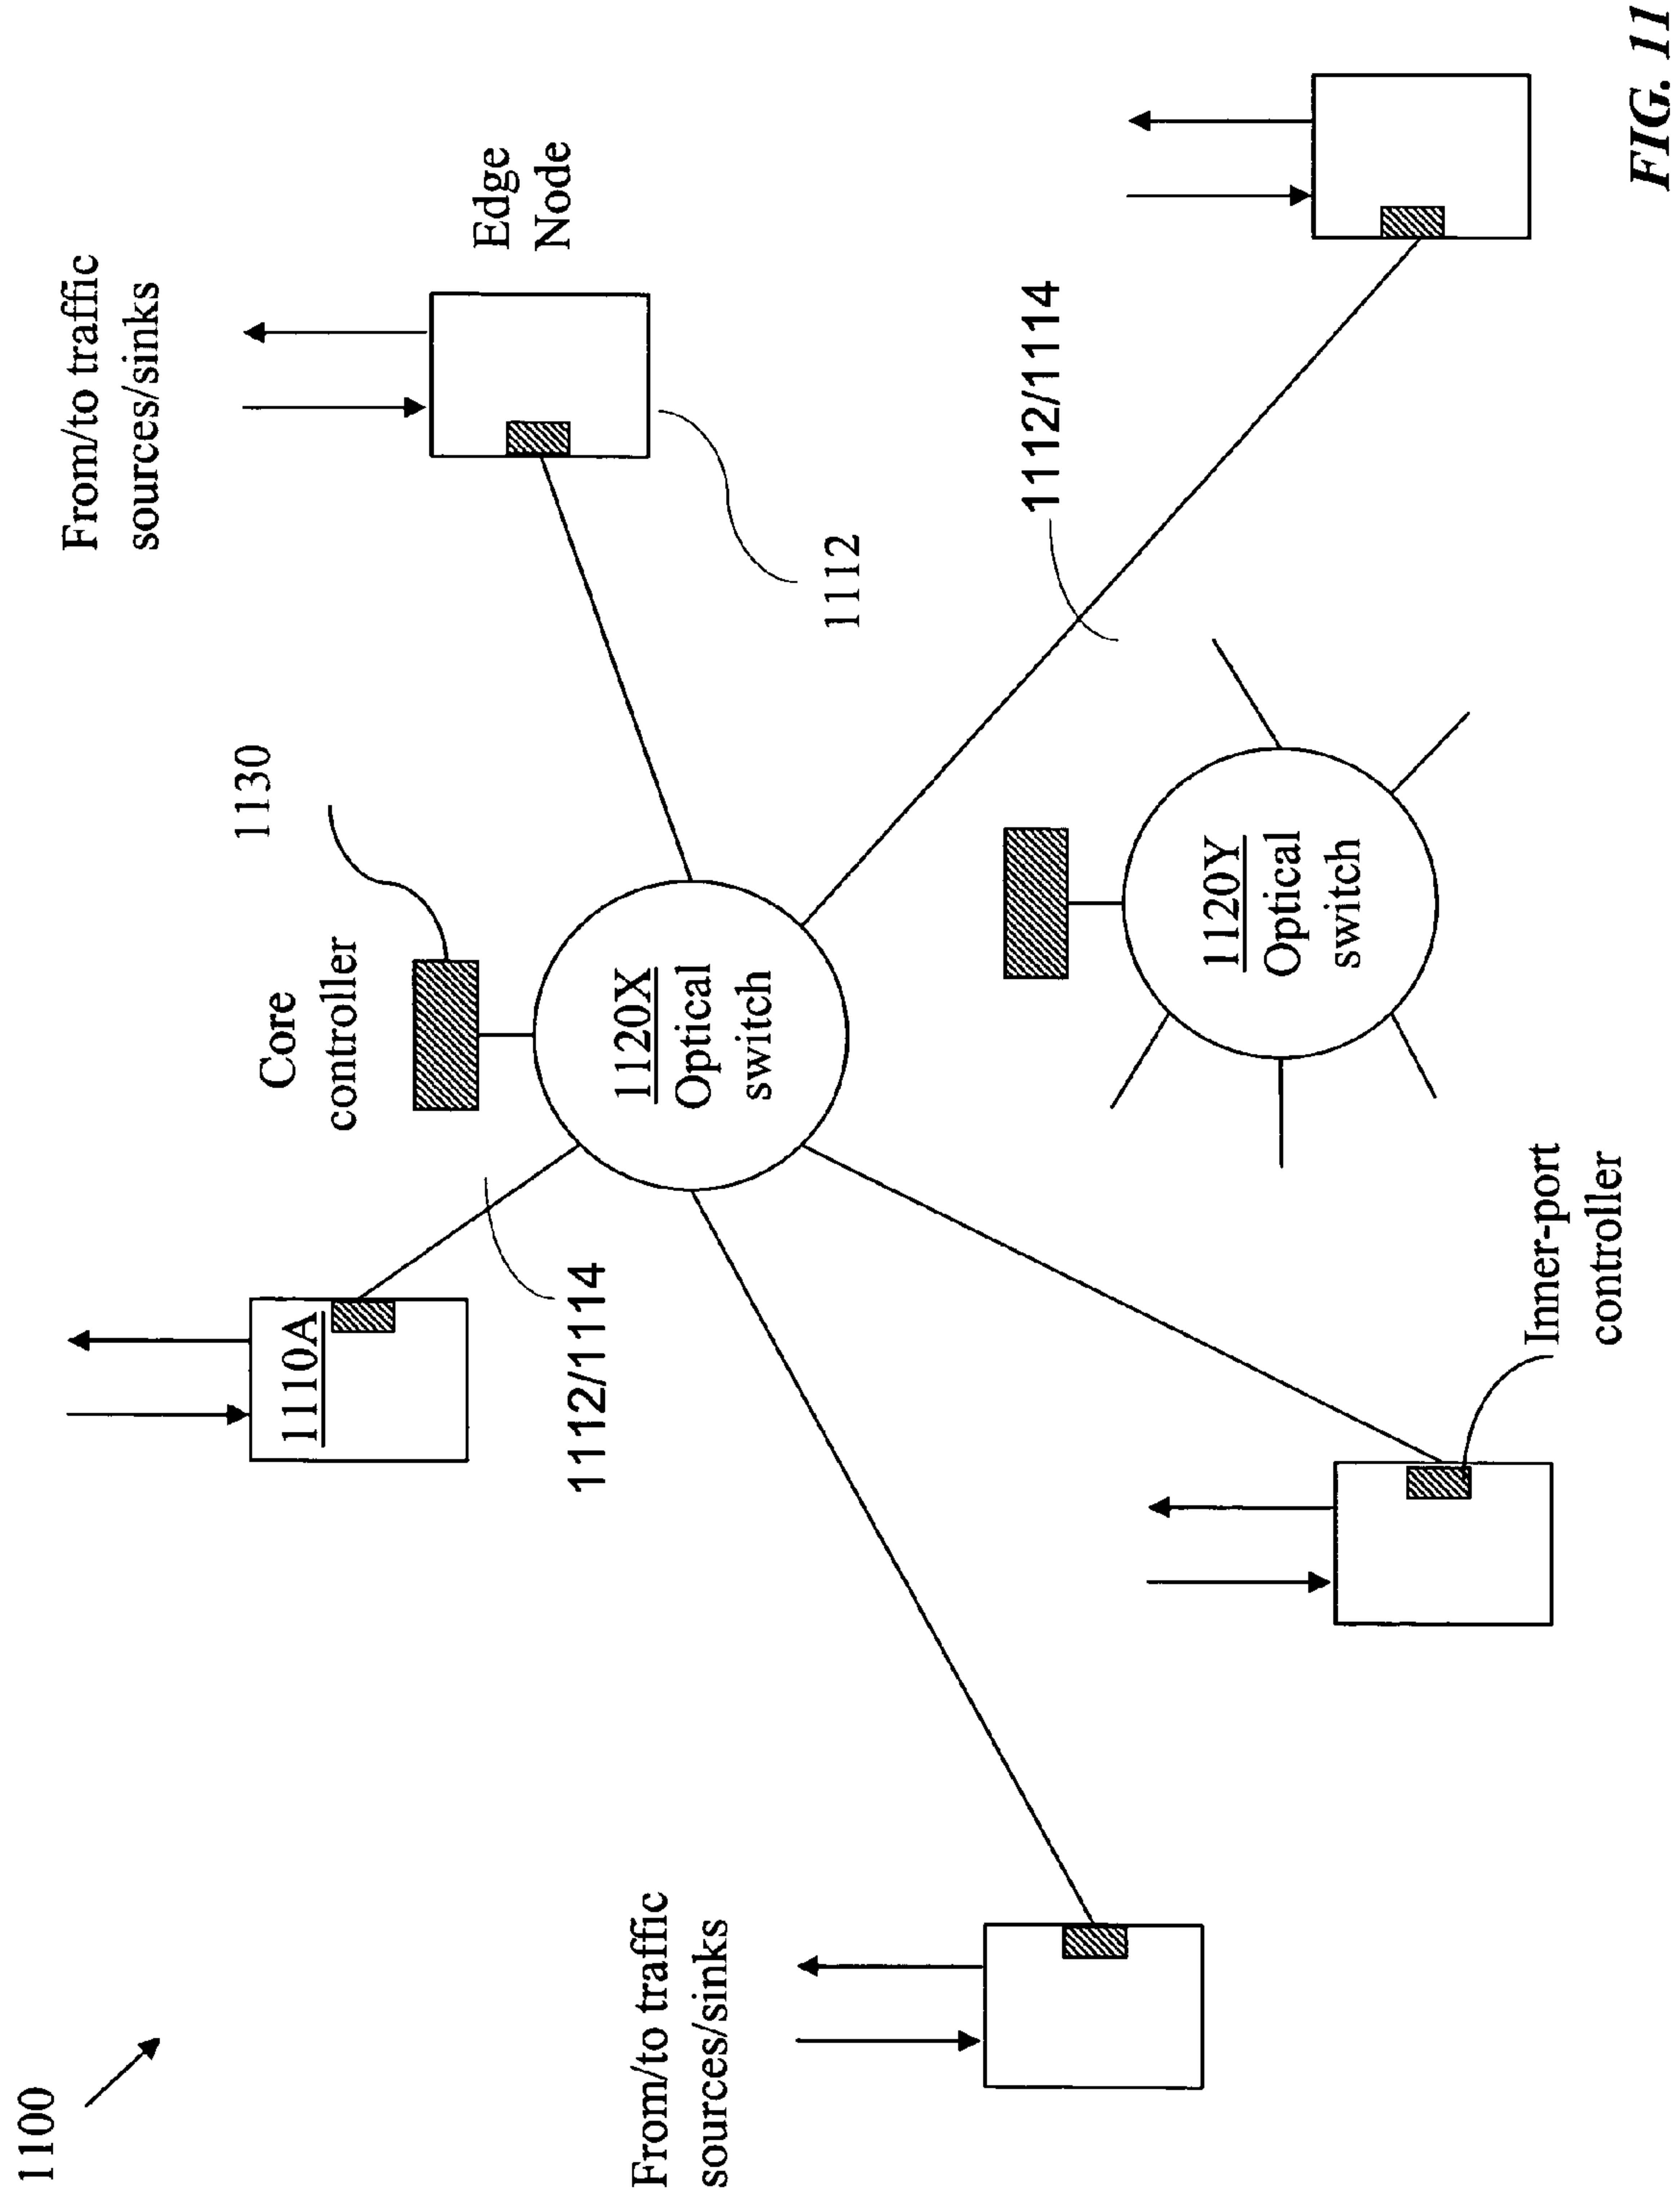 1100
From/to traffic
sources/sinks
1110A
1112/1114
Core
controller
1130
From/to traffic
sources/sinks
Edge
Node
1112
1120X
Optical
switch
1112/1114
1120Y
Optical
switch
Inner-port
controller
FIG. 11